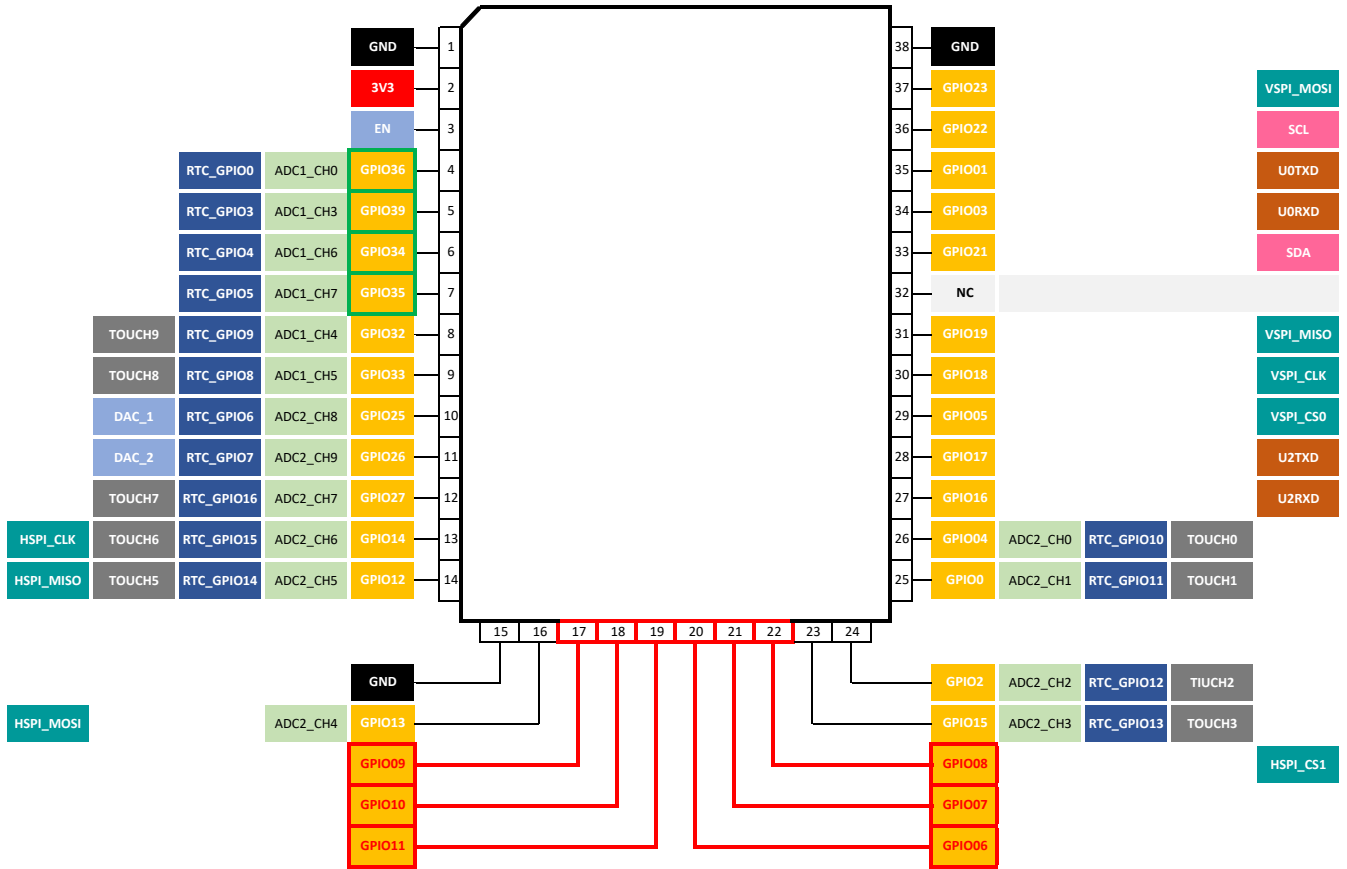 GND 1 38 GND
3V3 2 37 GPIO23 VSPI_MOSI
EN 3 36 GPIO22 SCL
RTC_GPIO0 ADC1_CH0 GPIO36 4 35 GPIO01 U0TXD
RTC_GPIO3 ADC1_CH3 GPIO39 5 34 GPIO03 U0RXD
RTC_GPIO4 ADC1_CH6 GPIO34 6 33 GPIO21 SDA
RTC_GPIO5 ADC1_CH7 GPIO35 7 32 NC
TOUCH9 RTC_GPIO9 ADC1_CH4 GPIO32 8 31 GPIO19 VSPI_MISO
TOUCH8 RTC_GPIO8 ADC1_CH5 GPIO33 9 30 GPIO18 VSPI_CLK
DAC_1 RTC_GPIO6 ADC2_CH8 GPIO25 10 29 GPIO05 VSPI_CS0
DAC_2 RTC_GPIO7 ADC2_CH9 GPIO26 11 28 GPIO17 U2TXD
TOUCH7 RTC_GPIO16 ADC2_CH7 GPIO27 12 27 GPIO16 U2RXD
HSPI_CLK TOUCH6 RTC_GPIO15 ADC2_CH6 GPIO14 13 26 GPIO04 ADC2_CH0 RTC_GPIO10 TOUCH0
HSPI_MISO TOUCH5 RTC_GPIO14 ADC2_CH5 GPIO12 14 25 GPIO0 ADC2_CH1 RTC_GPIO11 TOUCH1
15 16 17 18 19 20 21 22 23 24
GND GPIO2 ADC2_CH2 RTC_GPIO12 TIUCH2
HSPI_MOSI ADC2_CH4 GPIO13 GPIO15 ADC2_CH3 RTC_GPIO13 TOUCH3
GPIO09 GPIO08 HSPI_CS1
GPIO10 GPIO07
GPIO11 GPIO06